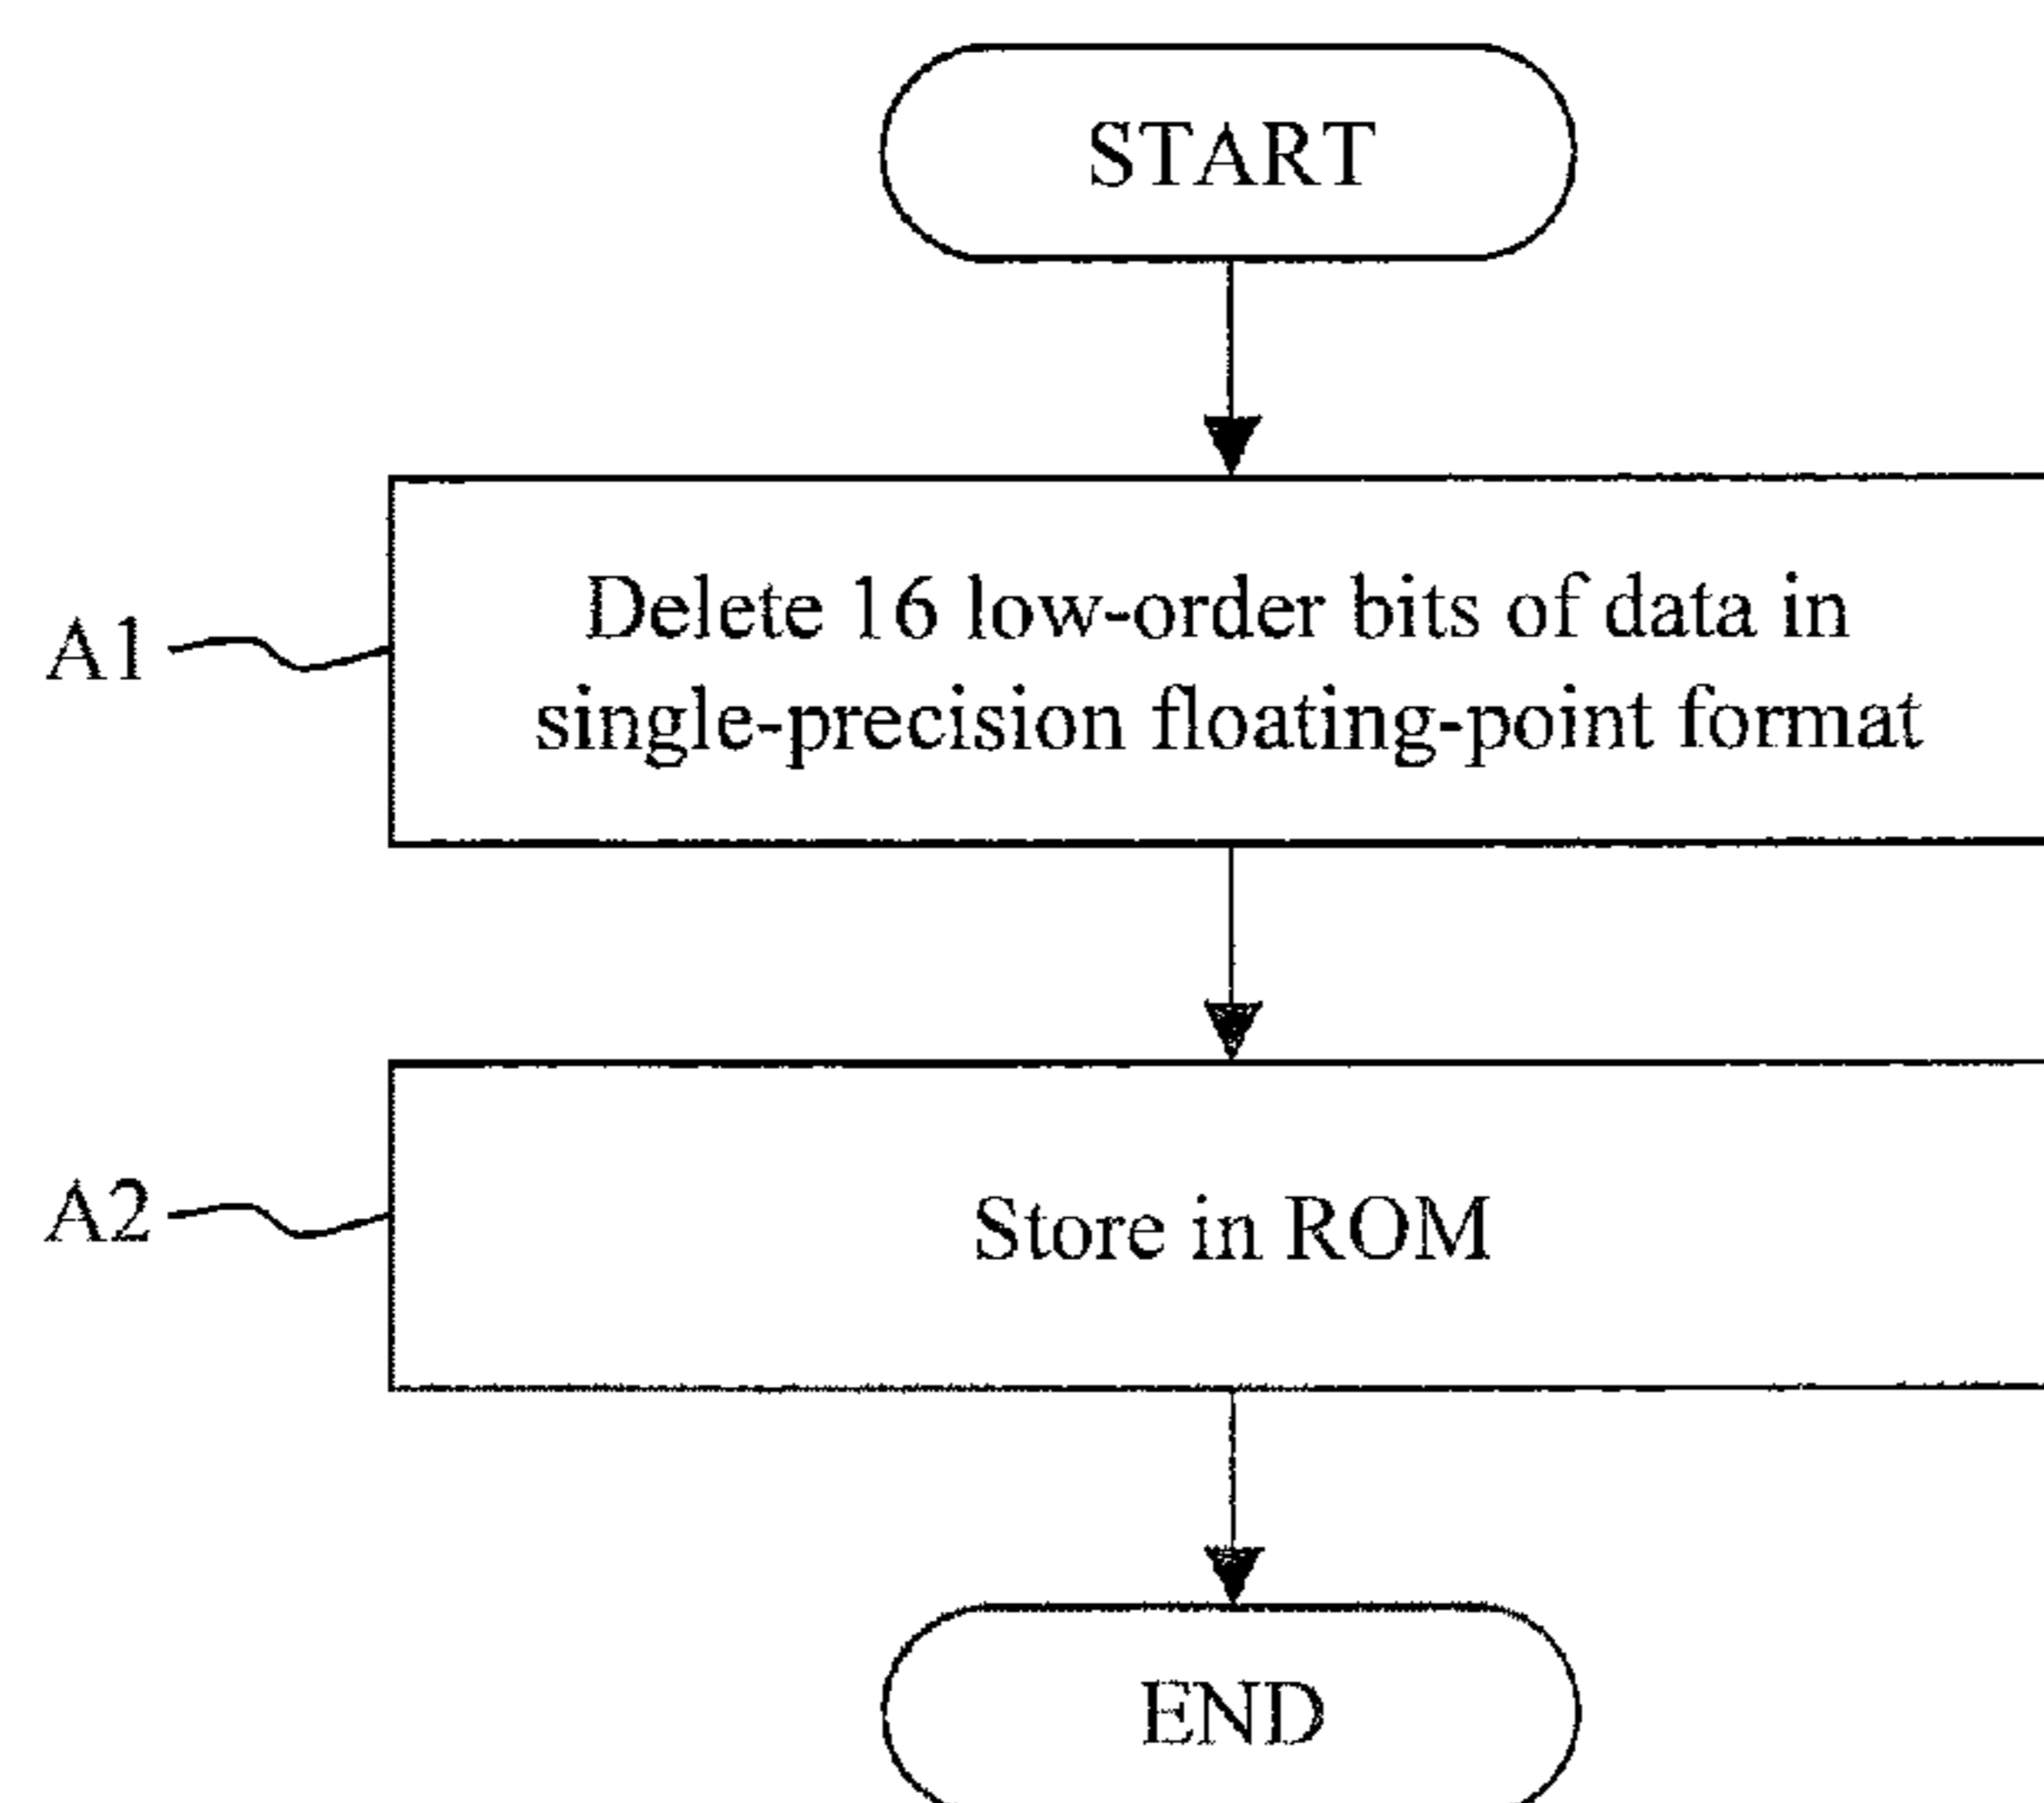 START
A1
Delete 16 low-order bits of data in
single-precision floating-point format
A2
Store in ROM
END